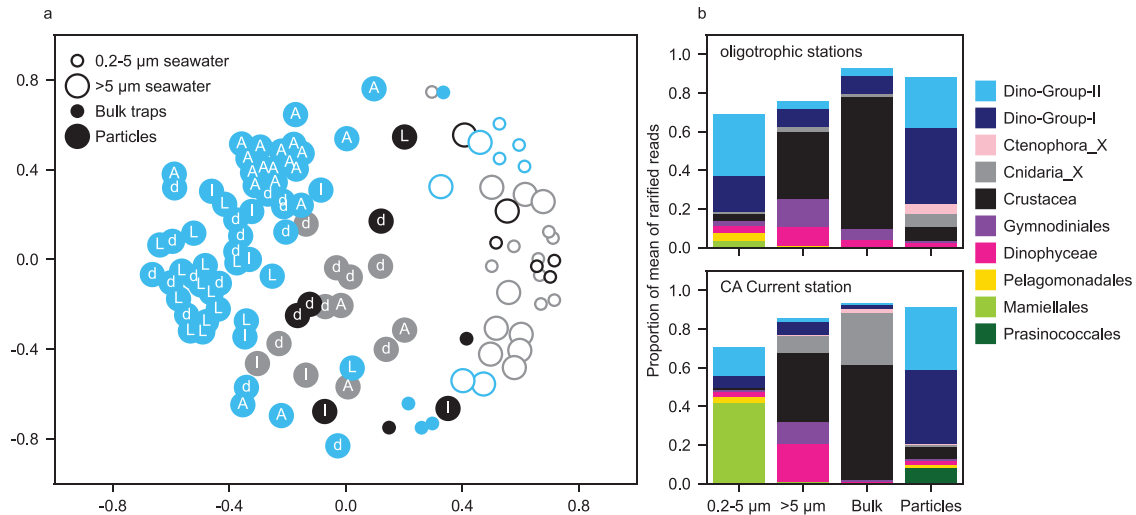 a
0.2-5 µm seawater
>5 µm seawater
Bulk traps
Particles
0.8
0.4
0.0
-0.4
-0.8
-0.8
-0.4
0.0
0.4
0.8
b
oligotrophic stations
1.0
0.8
0.6
0.4
0.2
0.0
CA Current station
1.0
0.8
0.6
0.4
0.2
0.0
Proportion of mean of rarified reads
0.2-5 µm
>5 µm
Bulk
Particles
Dino-Group-II
Dino-Group-I
Ctenophora_X
Cnidaria_X
Crustacea
Gymnodiniales
Dinophyceae
Pelagomonadales
Mamiellales
Prasinococcales